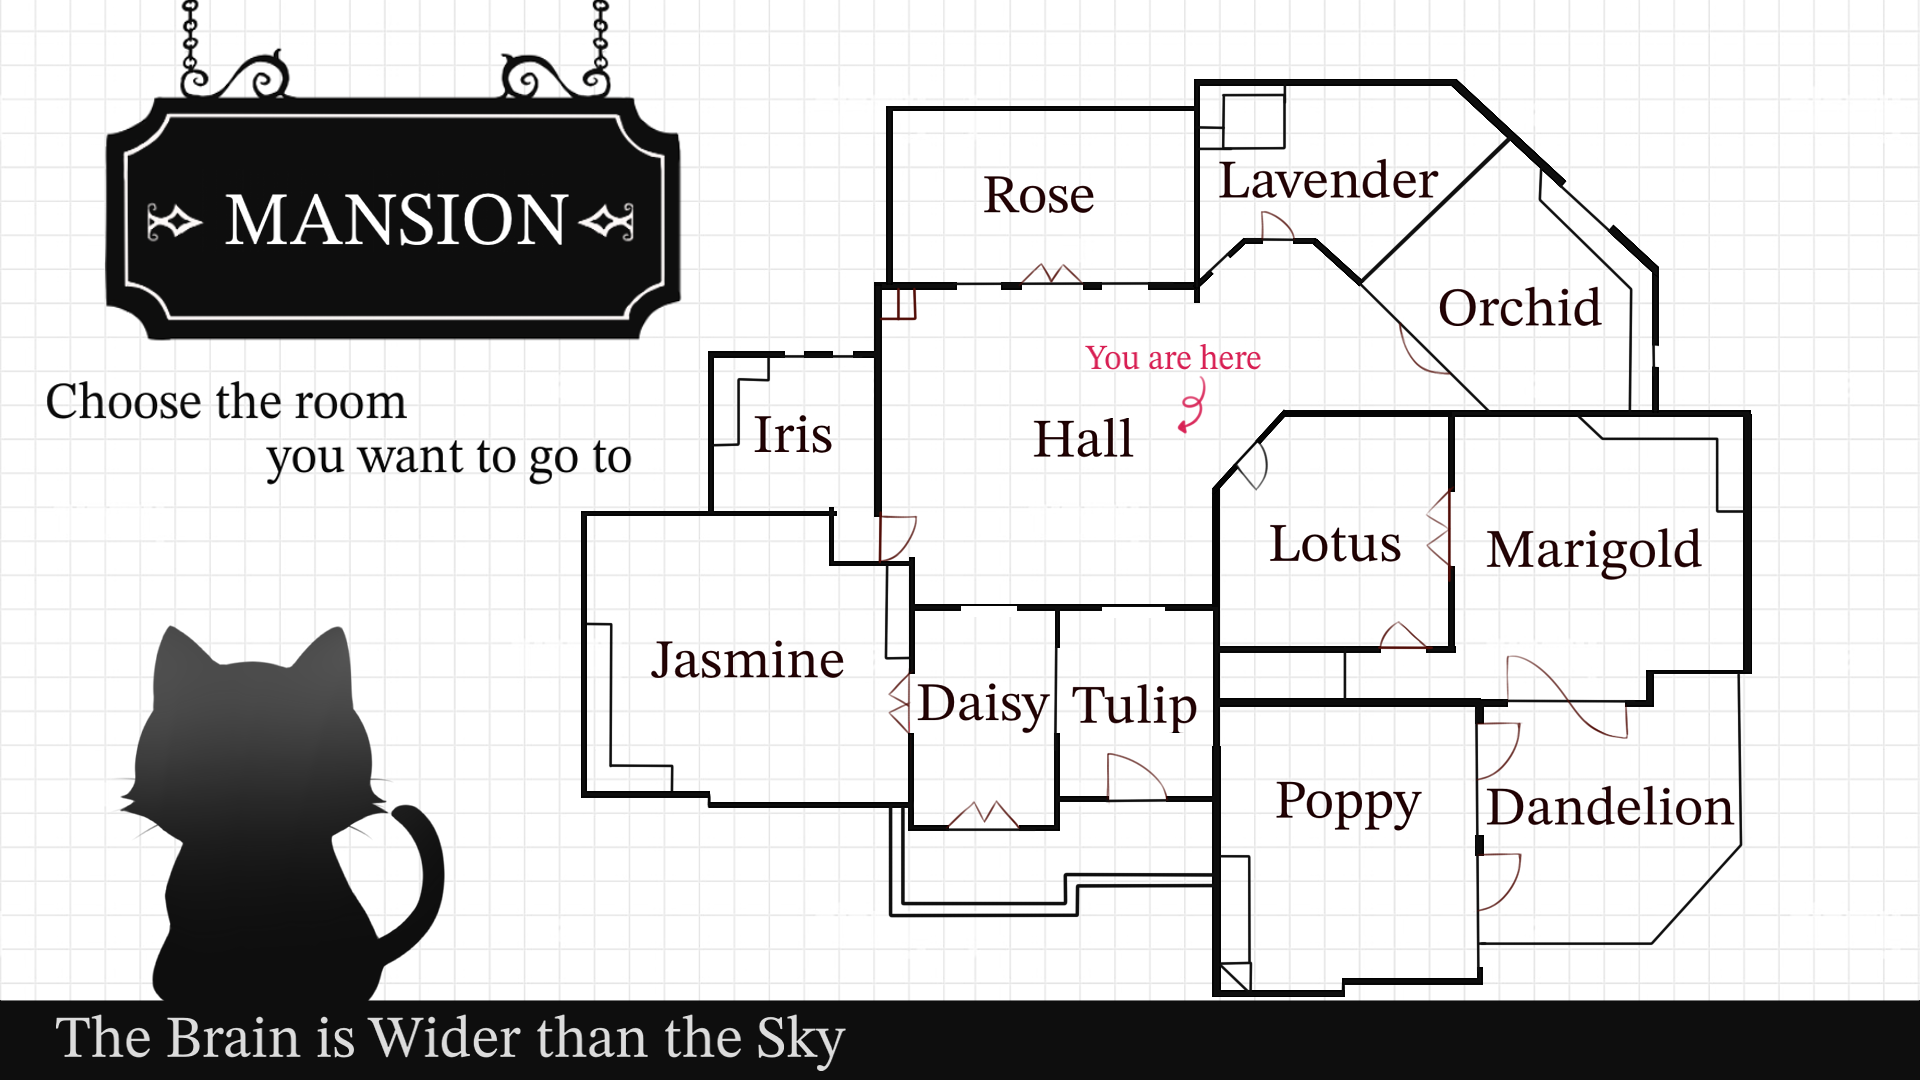 MANSION
Choose the room
you want to go to
Rose
Lavender
Orchid
You are here
Iris
Hall
Lotus
Marigold
Jasmine
Daisy
Tulip
Poppy
Dandelion
The Brain is Wider than the Sky